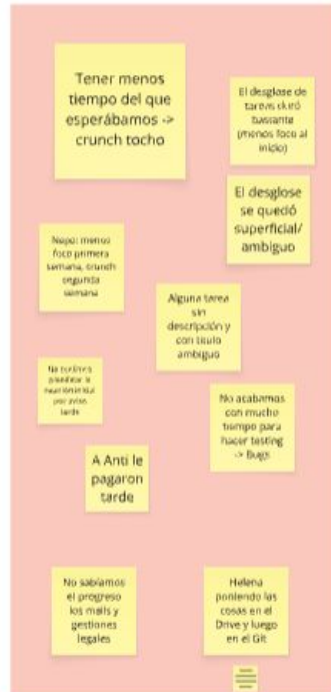 Tener menos
tiempo del que
esperábamos ->
crunch tocho
El desglose de
tareas duró
bastante
(menos foco al
inicio)
El desglose
se quedó
superficial/
ambiguo
menos
foco primera
semana, crunch
segunda
semana
Alguna tarea
sin
descripción y
con título
ambiguo
tarde
No acabamos
con mucho
tiempo para
hacer testing
-> Bugs
A Anti le
pagaron
tarde
No sabíamos
el progreso
los mails y
gestiones
legales
Helena
poniendo las
cosas en el
Drive y luego
en el Git